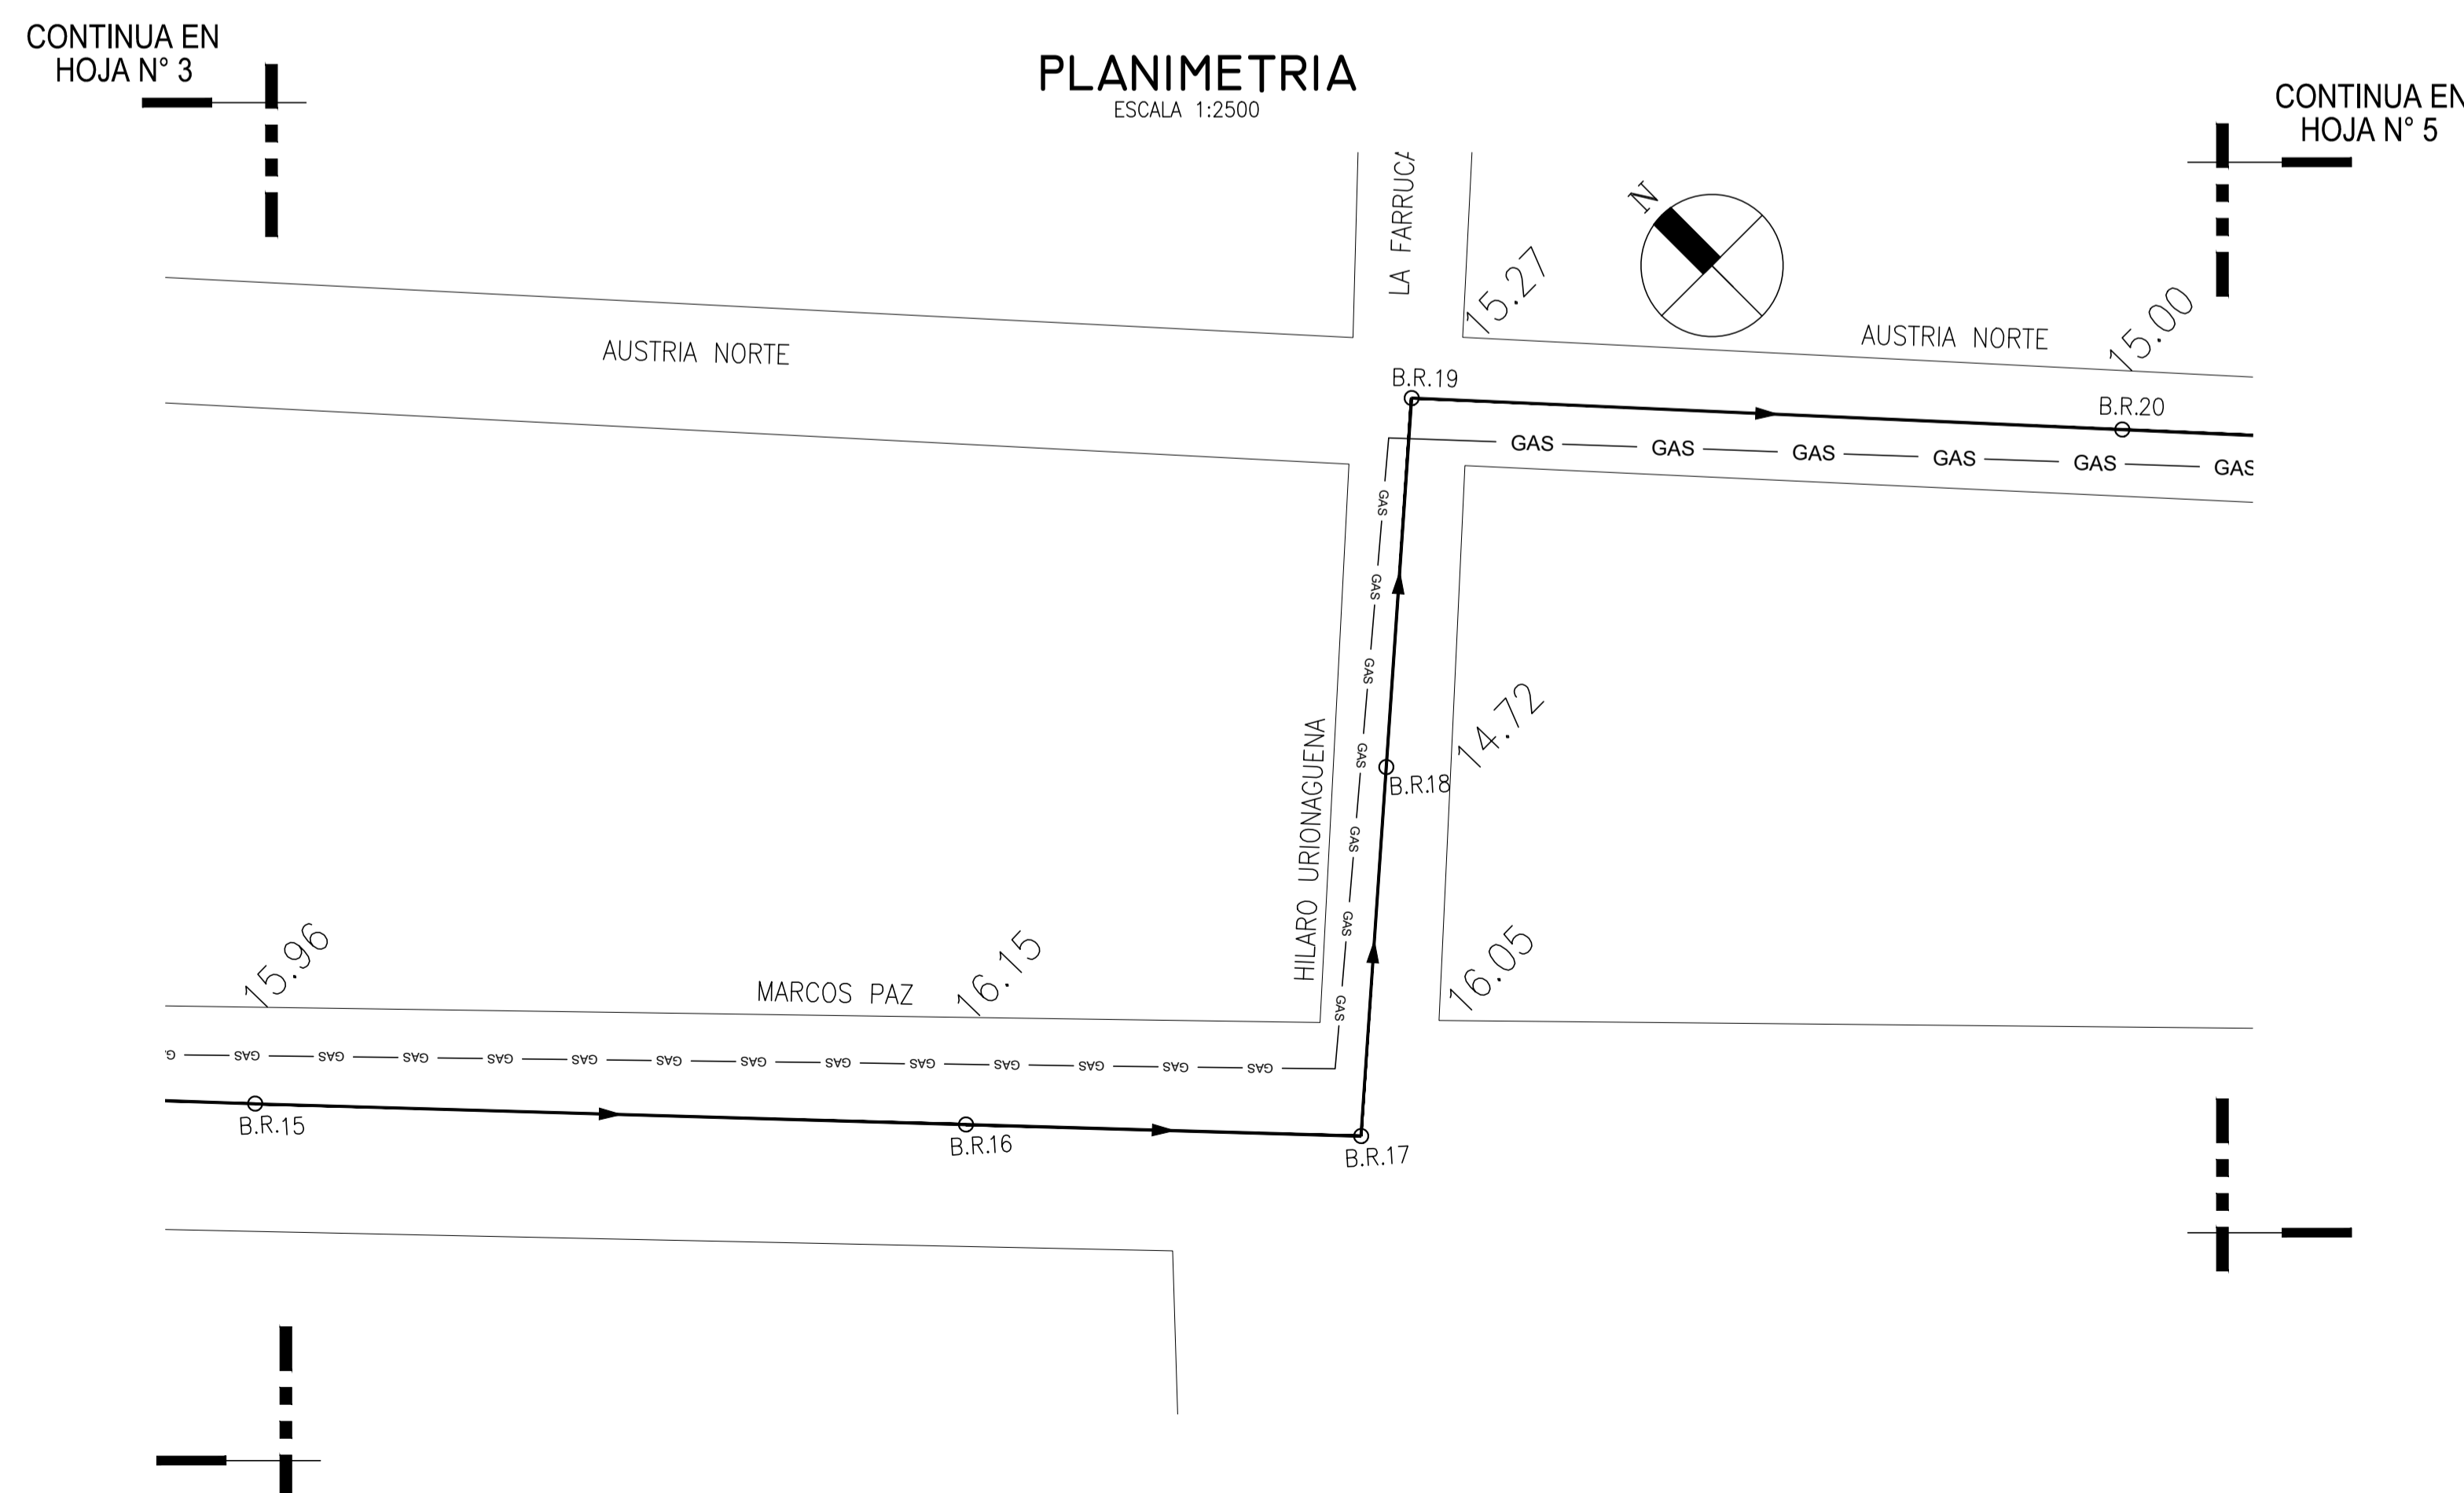 CONTINUA EN
HOJA N° 3
PLANIMETRIA
ESCALA 1:2500
CONTINUA EN
HOJA N° 5
LA FARRUCA
N
15.27
AUSTRIA NORTE
15.00
AUSTRIA NORTE
B.R.19
B.R.20
GAS
GAS
GAS
GAS
GAS
GAS
GAS
GAS
GAS
GAS
GAS
GAS
GAS
HILARO URIONAGUENA
14.72
B.R.18
15.96
MARCOS PAZ
16.15
16.05
GAS
GAS
GAS
GAS
GAS
GAS
GAS
GAS
GAS
GAS
GAS
GAS
GAS
B.R.15
B.R.16
B.R.17